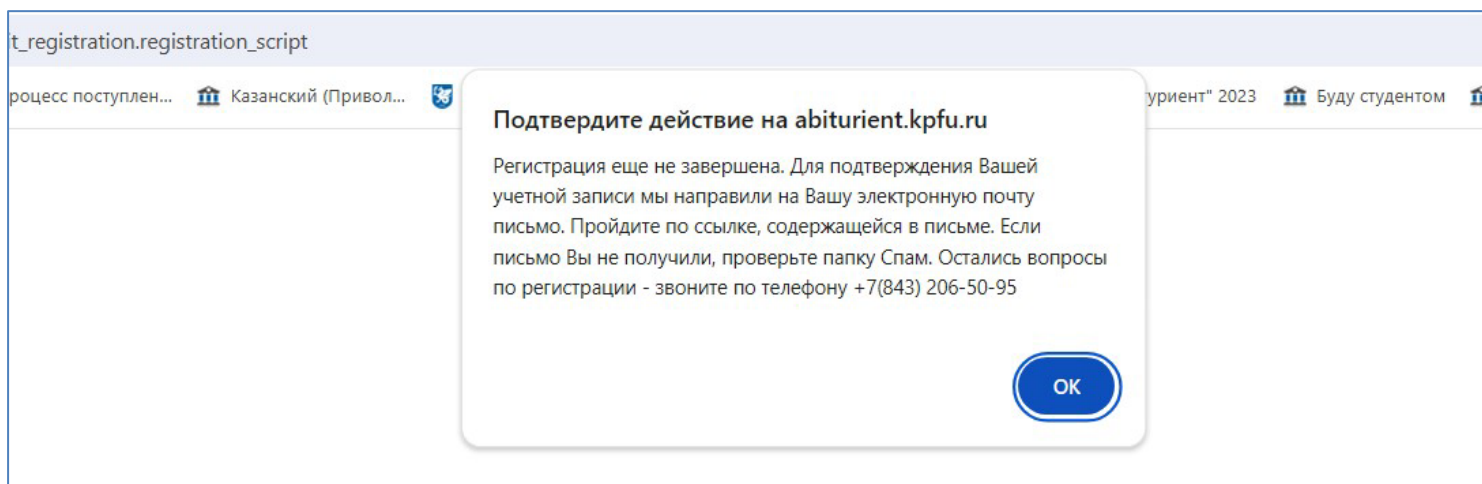 it_registration.registration_script
роцесс поступлен... Казанский (Привол... уриент" 2023 Буду студентом
Подтвердите действие на abiturient.kpfu.ru
Регистрация еще не завершена. Для подтверждения Вашей
учетной записи мы направили на Вашу электронную почту
письмо. Пройдите по ссылке, содержащейся в письме. Если
письмо Вы не получили, проверьте папку Спам. Остались вопросы
по регистрации - звоните по телефону +7(843) 206-50-95
ОК